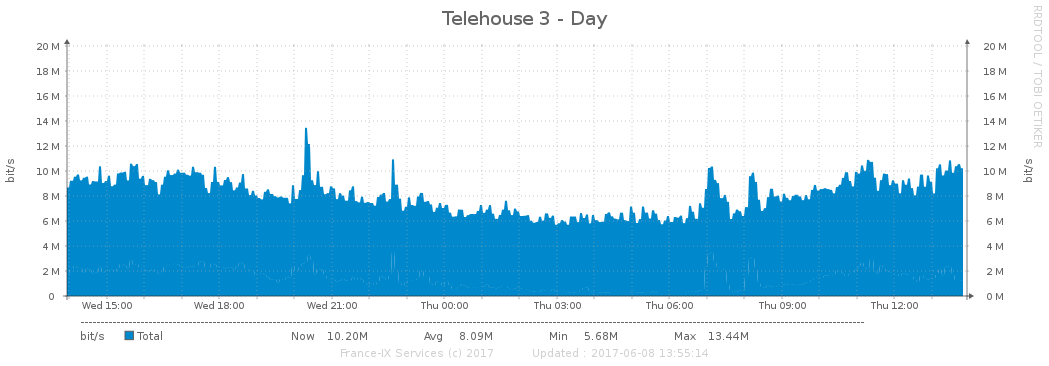 Telehouse 3 - Day
RRDTOOL / TOBI OETIKER
20 M 20 M
18 M 18 M
16 M 16 M
14 M 14 M
12 M 12 M
10 M 10 M
8 M 8 M
6 M 6 M
4 M 4 M
2 M 2 M
0 0 M
bit/s bit/s
Wed 15:00 Wed 18:00 Wed 21:00 Thu 00:00 Thu 03:00 Thu 06:00 Thu 09:00 Thu 12:00
bit/s Total Now 10.20M Avg 8.09M Min 5.68M Max 13.44M
France-IX Services (c) 2017 Updated : 2017-06-08 13:55:14